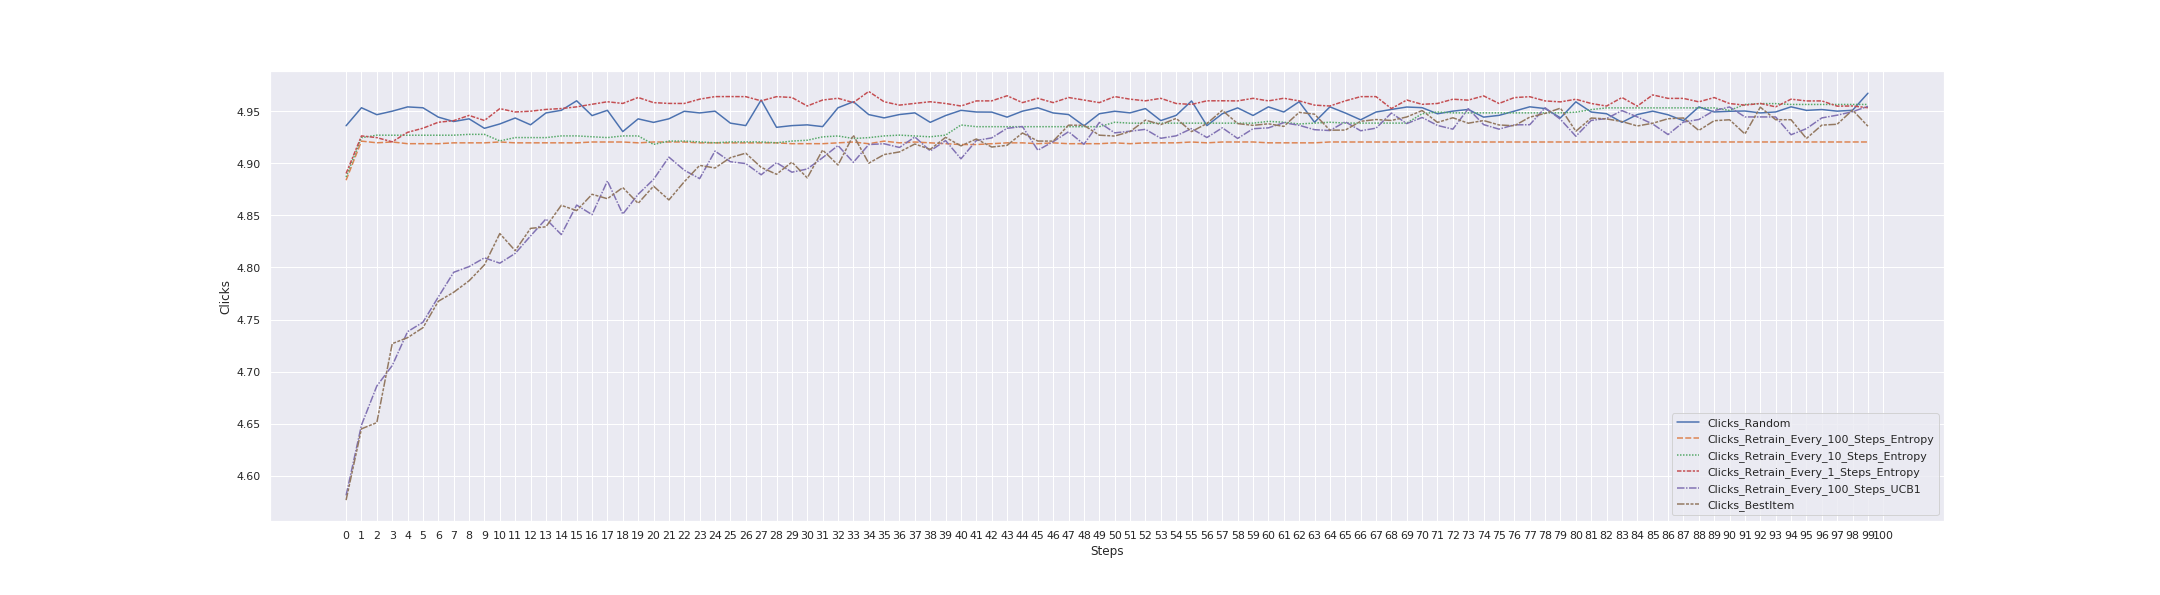 4.95
4.90
4.85
4.80
4.75
4.70
4.65
4.60
Clicks
Clicks_Random
Clicks_Retrain_Every_100_Steps_Entropy
Clicks_Retrain_Every_10_Steps_Entropy
Clicks_Retrain_Every_1_Steps_Entropy
Clicks_Retrain_Every_100_Steps_UCB1
Clicks_BestItem
0 1 2 3 4 5 6 7 8 9 10 11 12 13 14 15 16 17 18 19 20 21 22 23 24 25 26 27 28 29 30 31 32 33 34 35 36 37 38 39 40 41 42 43 44 45 46 47 48 49 50 51 52 53 54 55 56 57 58 59 60 61 62 63 64 65 66 67 68 69 70 71 72 73 74 75 76 77 78 79 80 81 82 83 84 85 86 87 88 89 90 91 92 93 94 95 96 97 98 99 100
Steps